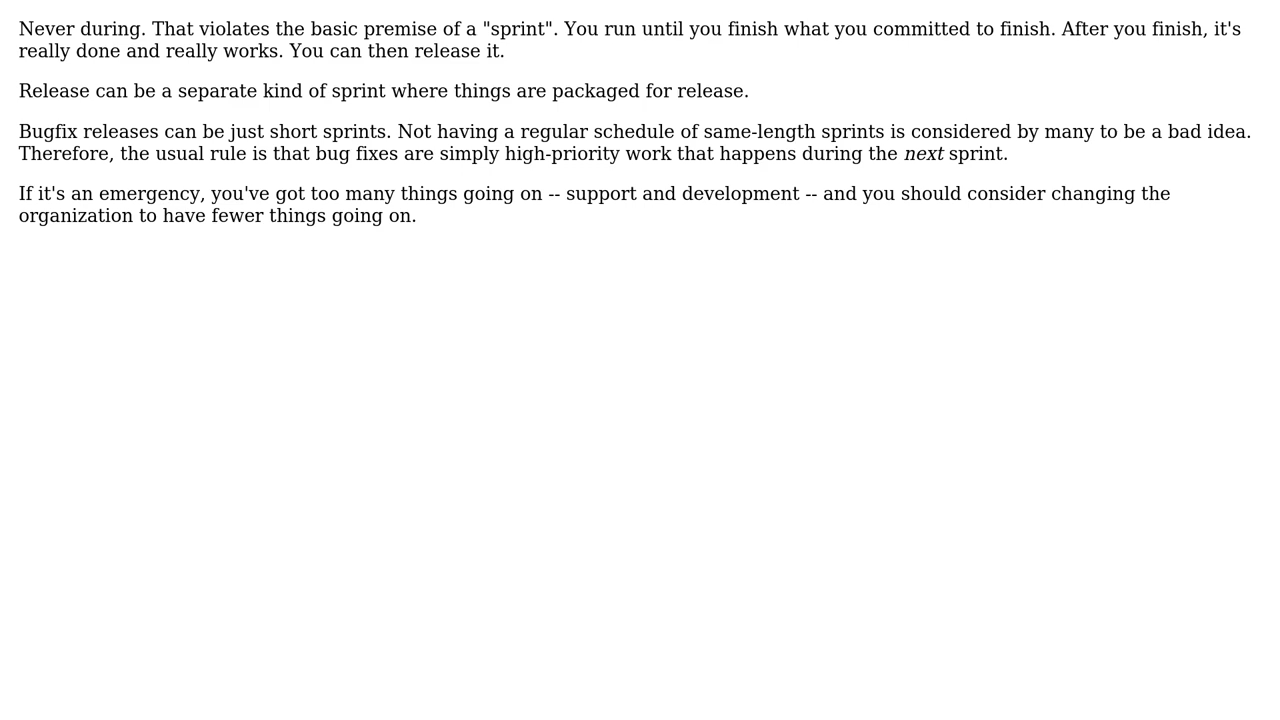 Never during. That violates the basic premise of a "sprint". You run until you finish what you committed to finish. After you finish, it's
really done and really works. You can then release it.
Release can be a separate kind of sprint where things are packaged for release.
Bugfix releases can be just short sprints. Not having a regular schedule of same-length sprints is considered by many to be a bad idea.
Therefore, the usual rule is that bug fixes are simply high-priority work that happens during the next sprint.
If it's an emergency, you've got too many things going on -- support and development -- and you should consider changing the
organization to have fewer things going on.